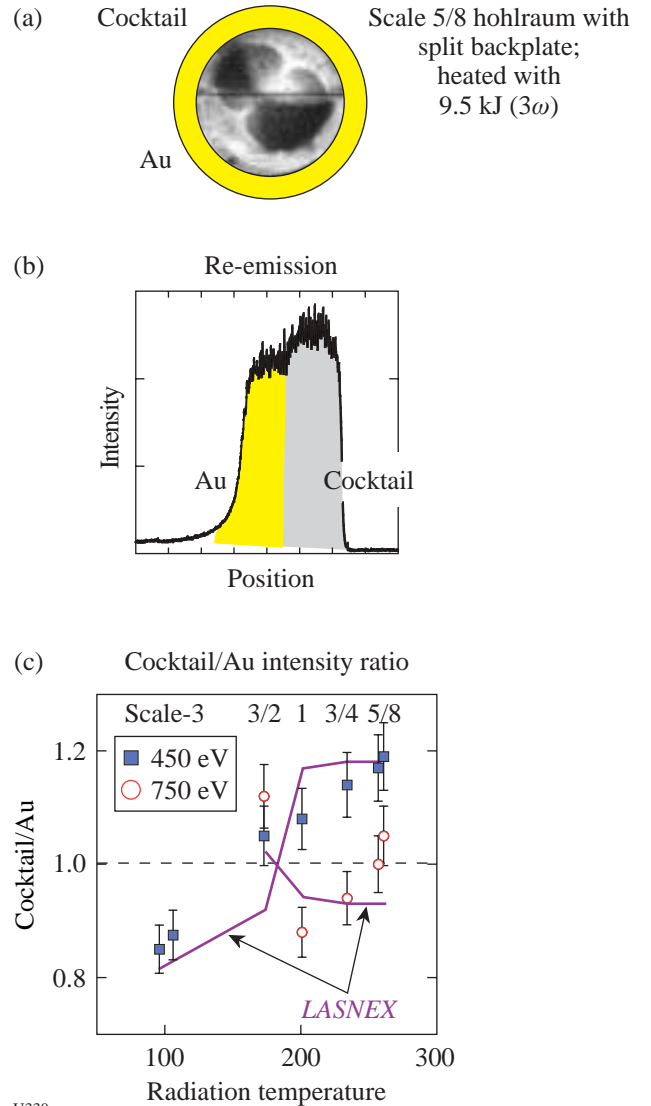 (a)
Cocktail
Au
Scale 5/8 hohlraum with
split backplate;
heated with
9.5 kJ (3ω)
(b)
Re-emission
Intensity
Au
Cocktail
Position
(c)
Cocktail/Au intensity ratio
Scale-3 3/2 1 3/4 5/8
450 eV
750 eV
1.2
1.0
0.8
Cocktail/Au
LASNEX
100 200 300
Radiation temperature